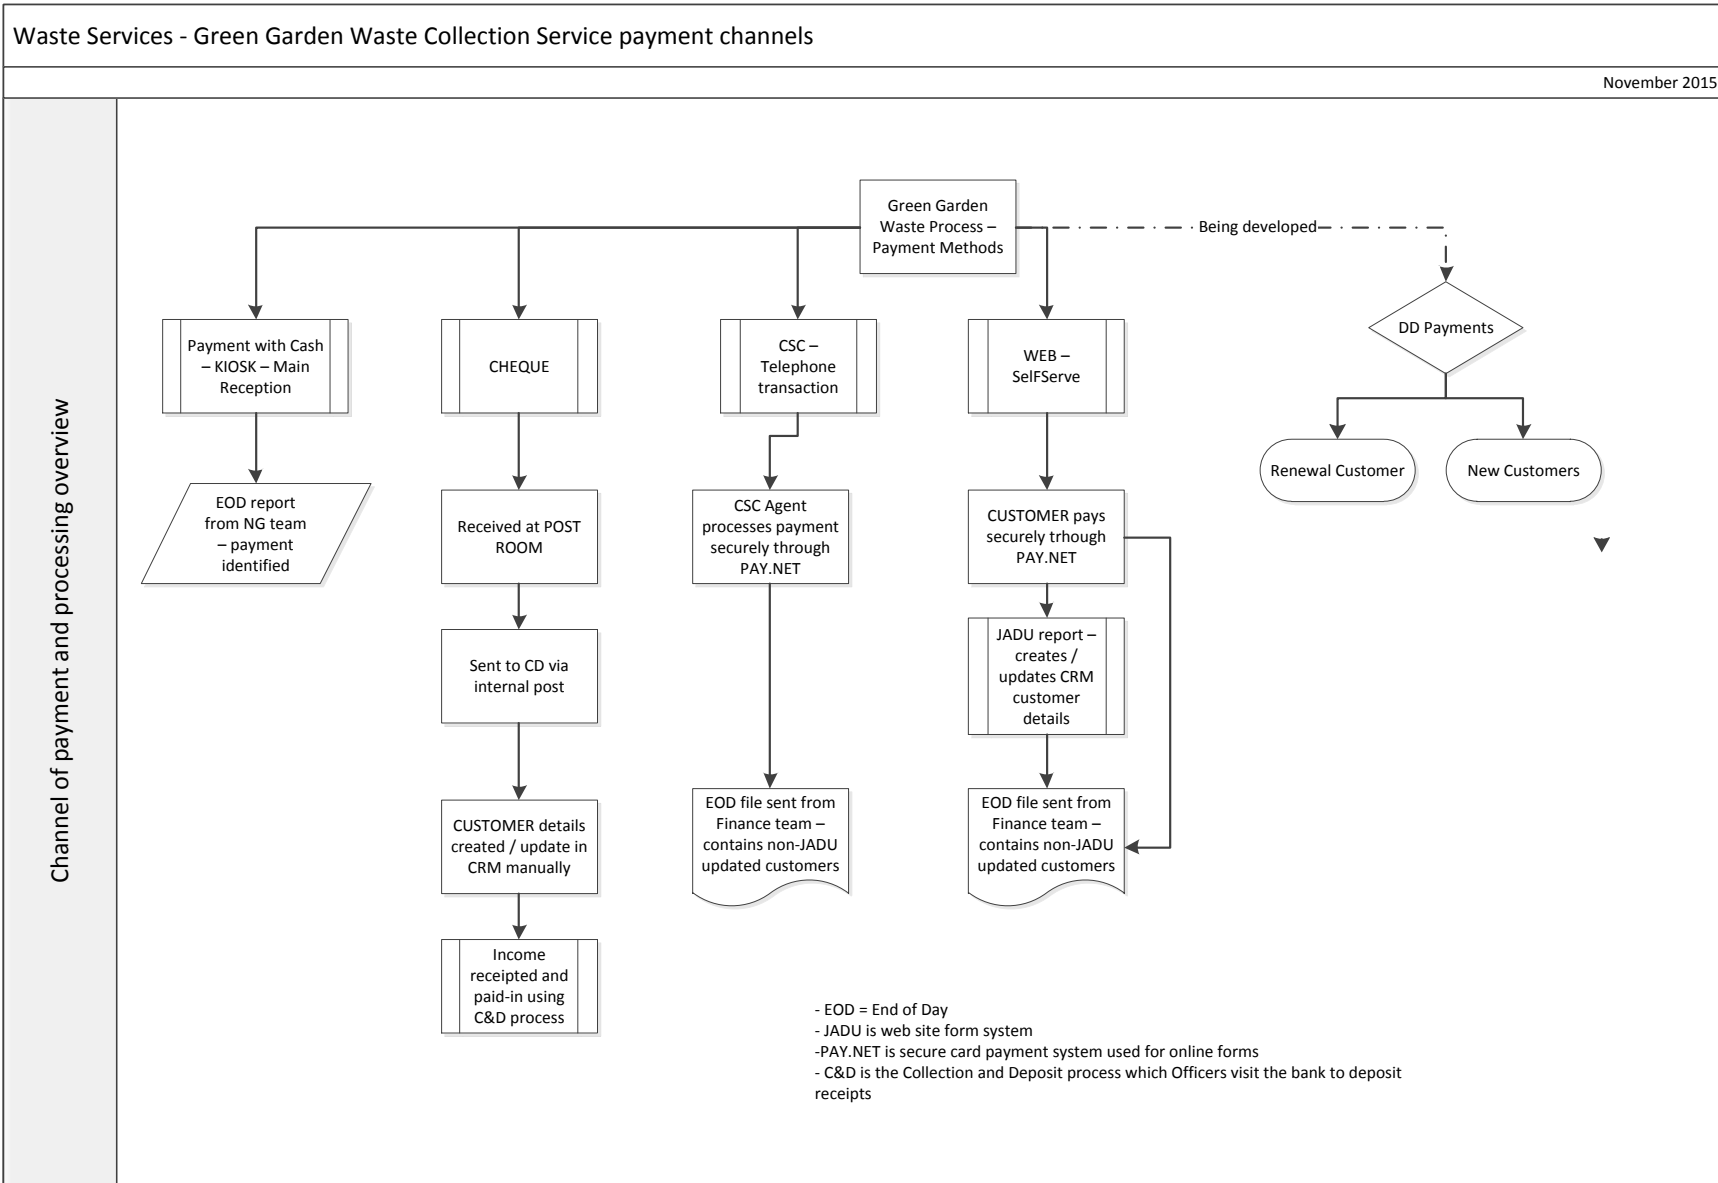 Waste Services - Green Garden Waste Collection Service payment channels
November 2015
Channel of payment and processing overview
Green Garden
Waste Process –
Payment Methods
Being developed
Payment with Cash
– KIOSK – Main
Reception
CHEQUE
CSC –
Telephone
transaction
WEB –
SelFServe
DD Payments
Renewal Customer
New Customers
EOD report
from NG team
– payment
identified
Received at POST
ROOM
CSC Agent
processes payment
securely through
PAY.NET
CUSTOMER pays
securely trhough
PAY.NET
Sent to CD via
internal post
JADU report –
creates /
updates CRM
customer
details
CUSTOMER details
created / update in
CRM manually
EOD file sent from
Finance team –
contains non-JADU
updated customers
EOD file sent from
Finance team –
contains non-JADU
updated customers
Income
receipted and
paid-in using
C&D process
- EOD = End of Day
- JADU is web site form system
-PAY.NET is secure card payment system used for online forms
- C&D is the Collection and Deposit process which Officers visit the bank to deposit
receipts